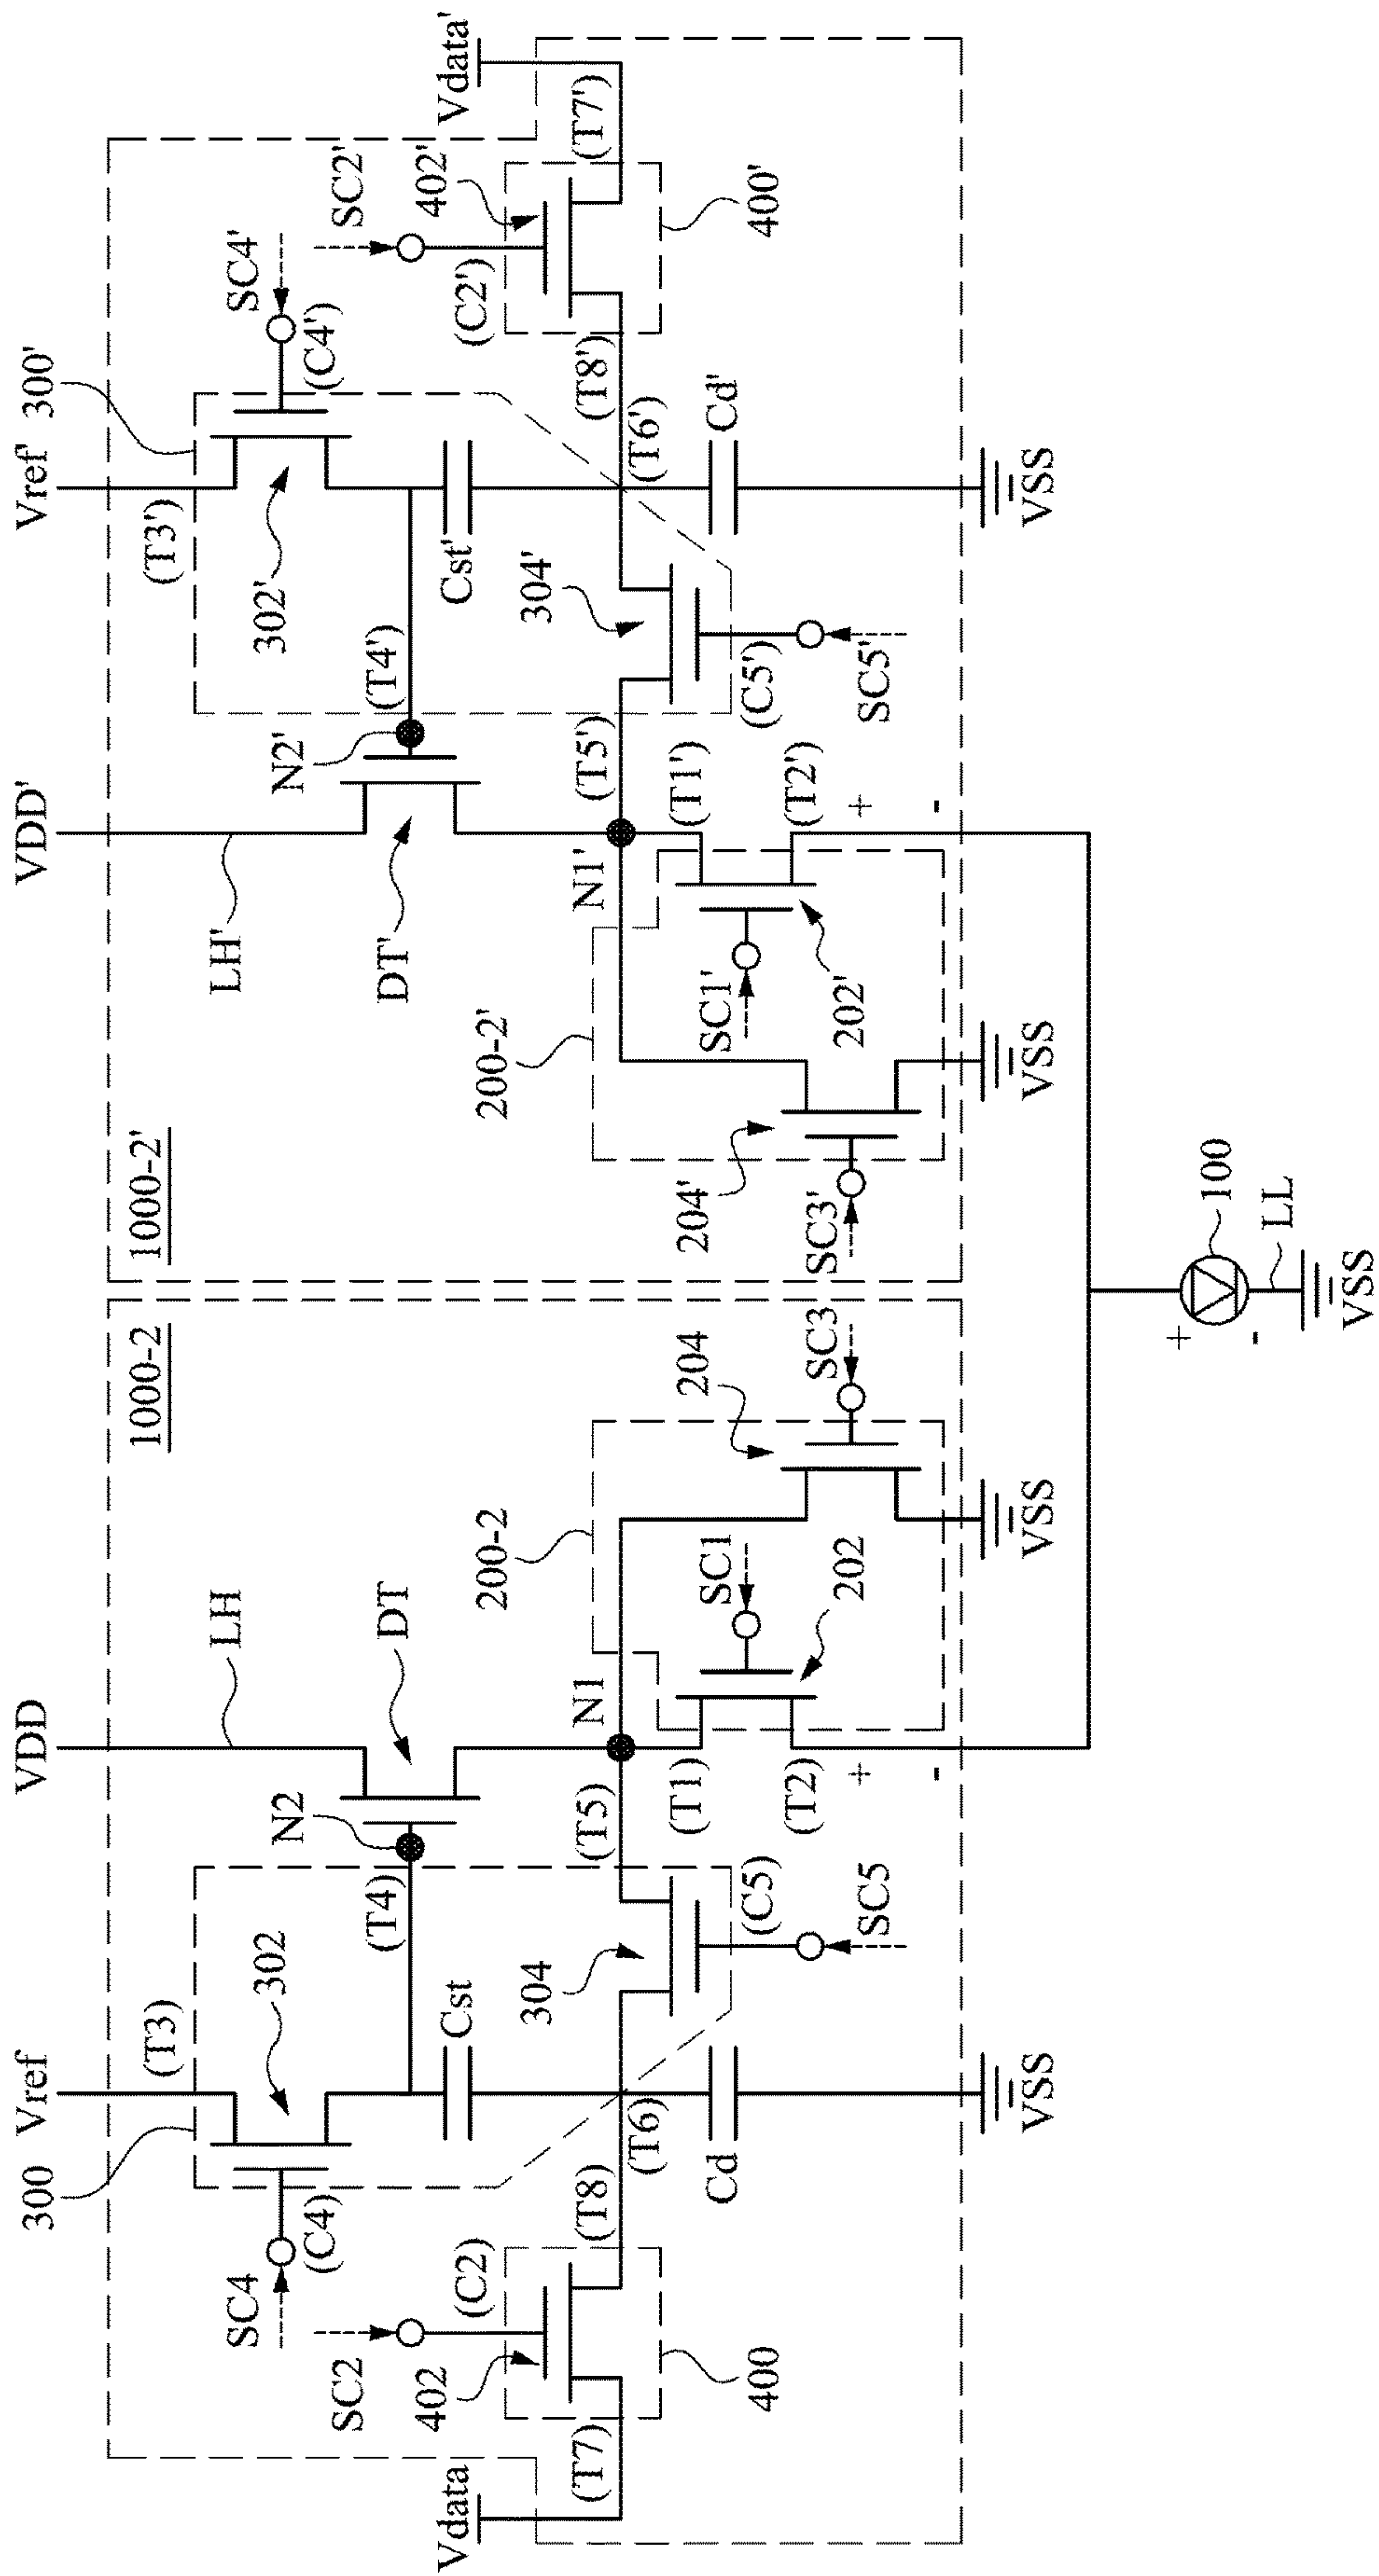 VDD
VDD'
Vref
Vref'
300
300'
(T3)
(T3')
LH
LH'
1000-2
1000-2'
SC4
SC4'
(C4)
(C4')
302
302'
N2
N2'
DT
DT'
SC2
SC2'
(T4)
(T4')
402
402'
Vdata
Vdata'
(C2)
(C2')
Cst
Cst'
200-2
200-2'
304
304'
(T7)
(T7')
(T8)
(T8')
(T5)
(T5')
N1
N1'
(T6)
(T6')
400
400'
Cd
Cd'
(C5)
(C5')
(T1)
(T1')
SC1
SC1'
204
204'
(T2)
(T2')
SC5
SC5'
202
202'
SC3
SC3'
+
+
-
-
VSS
VSS
VSS
VSS
+
100
-
LL
VSS